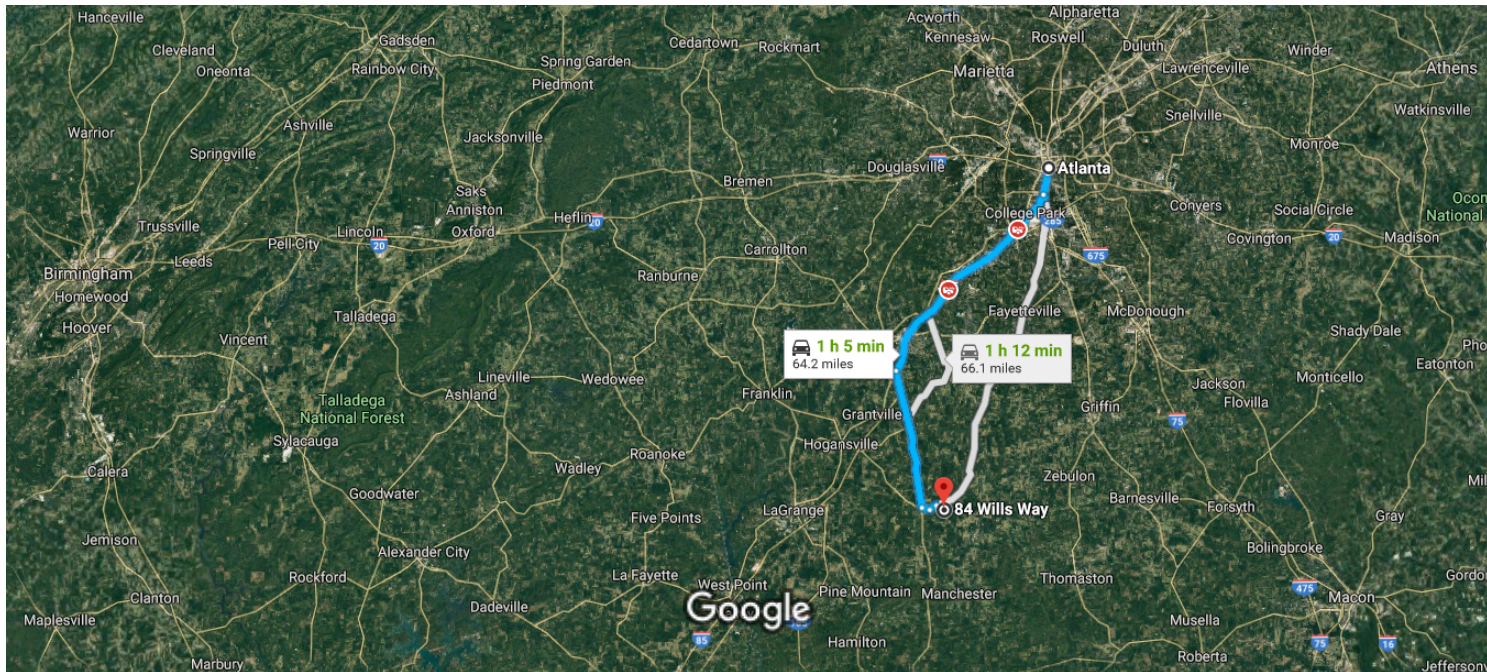 Hanceville
Cleveland
Oneonta
Gadsden
Rainbow City
Spring Garden
Piedmont
Cedartown
Rockmart
Acworth
Kennesaw
Alpharetta
Roswell
Duluth
Winder
Marietta
Lawrenceville
Athens
Watkinsville
Snellville
Warrior
Ashville
Jacksonville
Springville
Monroe
Douglasville
Atlanta
Bremen
Saks
Anniston
Oxford
Heflin
20
Conyers
Social Circle
Trussville
Pell City
Lincoln
20
College Park
285
Covington
20
Madison
Leeds
Carrollton
675
Birmingham
Homewood
Hoover
Ranburne
Talladega
Fayetteville
McDonough
Shady Dale
Vincent
1 h 5 min
64.2 miles
1 h 12 min
66.1 miles
Eatonton
Lineville
Ashland
Wedowee
Franklin
Jackson
Flovilla
Monticello
Talladega
National Forest
Grantville
Griffin
75
Sylacauga
Hogansville
Calera
Wadley
Roanoke
Zebulon
Barnesville
Forsyth
Goodwater
84 Wills Way
LaGrange
Five Points
Gray
Jemison
Alexander City
Bolingbroke
Rockford
La Fayette
West Point
Pine Mountain
Manchester
Thomaston
475
Macon
Clanton
Dadeville
Google
Maplesville
85
Hamilton
Musella
75
16
Marbury
Roberta